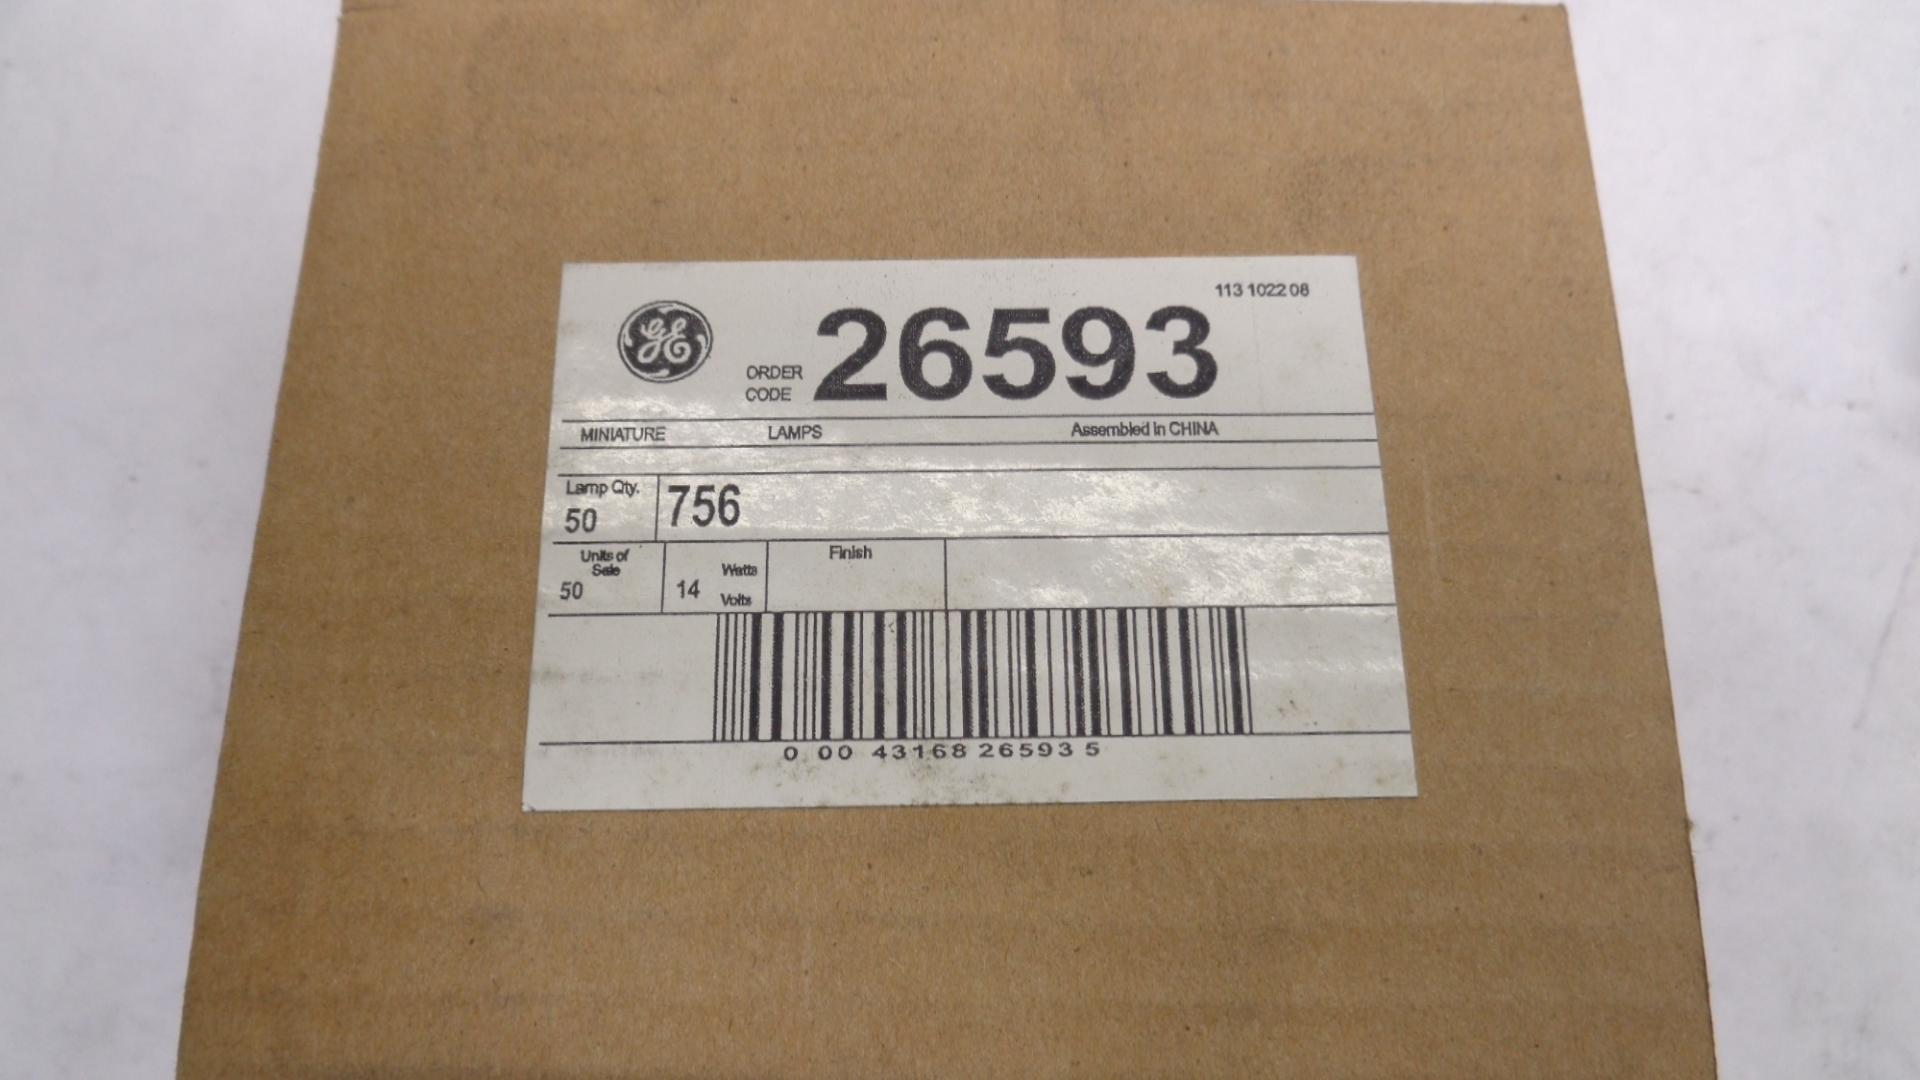 113 1022 08
GE
ORDER CODE 26593
MINIATURE LAMPS Assembled in CHINA
Lamp Qty. 50 756
Units of Sale 50 14 Watts Volts Finish
0 00 43168 26593 5